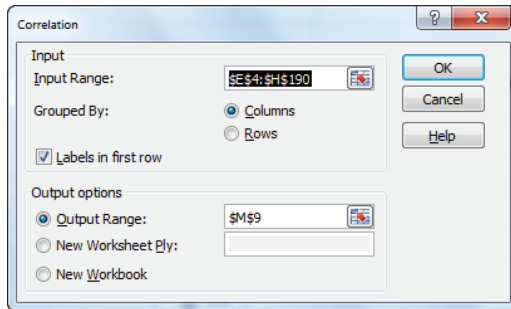 Correlation
?
X
Input
Input Range:
$E$4:$H$190
OK
Grouped By:
Columns
Cancel
Rows
Help
Labels in first row
Output options
Output Range:
$M$9
New Worksheet Ply:
New Workbook